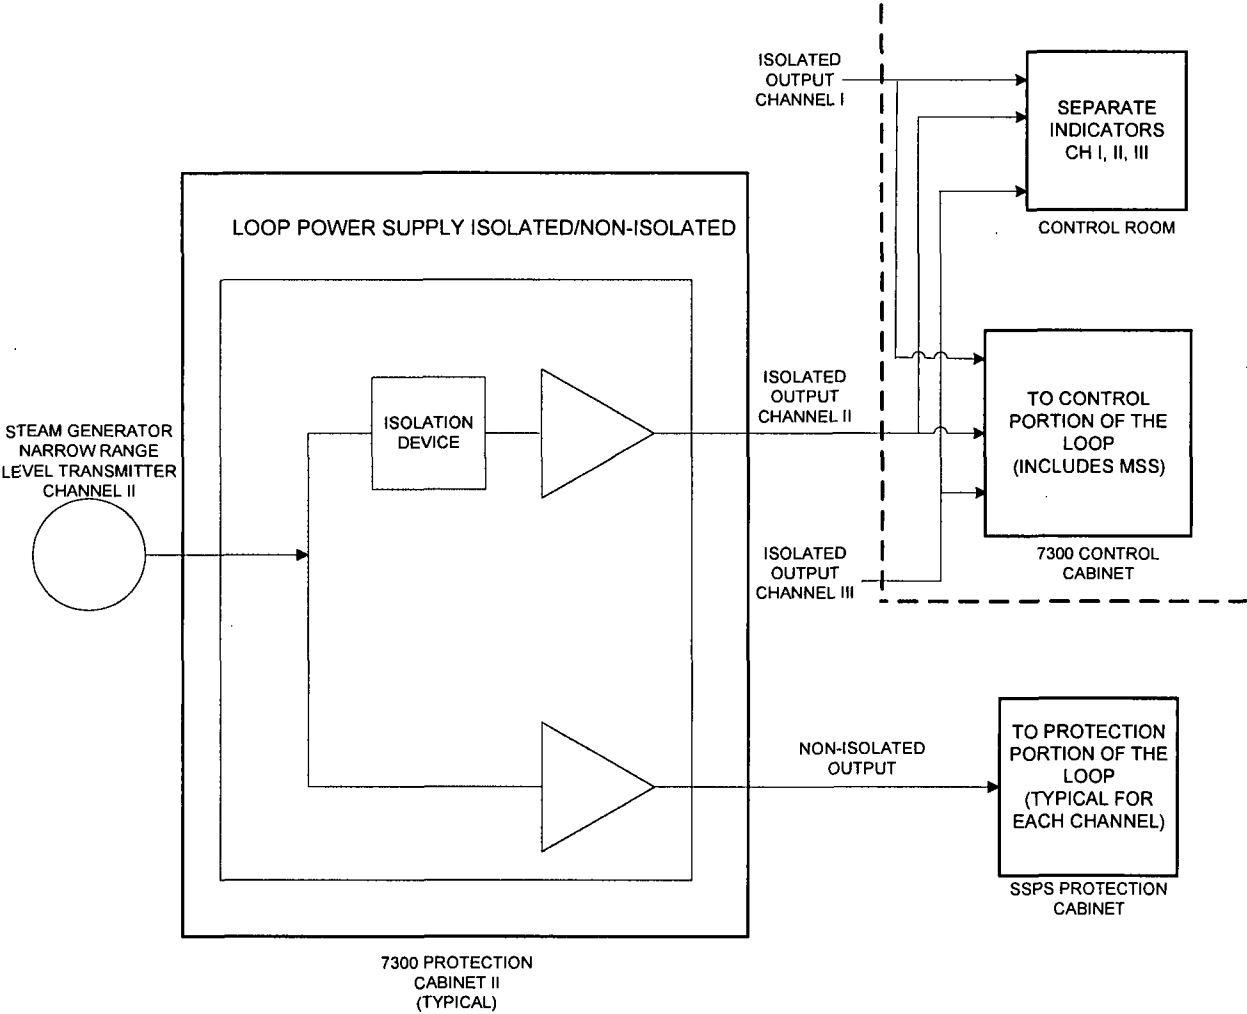 ISOLATED
OUTPUT
CHANNEL I
SEPARATE
INDICATORS
CH I, II, III
CONTROL ROOM
LOOP POWER SUPPLY ISOLATED/NON-ISOLATED
ISOLATION
DEVICE
ISOLATED
OUTPUT
CHANNEL II
TO CONTROL
PORTION OF THE
LOOP
(INCLUDES MSS)
7300 CONTROL
CABINET
STEAM GENERATOR
NARROW RANGE
LEVEL TRANSMITTER
CHANNEL II
ISOLATED
OUTPUT
CHANNEL III
NON-ISOLATED
OUTPUT
TO PROTECTION
PORTION OF THE
LOOP
(TYPICAL FOR
EACH CHANNEL)
SSPS PROTECTION
CABINET
7300 PROTECTION
CABINET II
(TYPICAL)